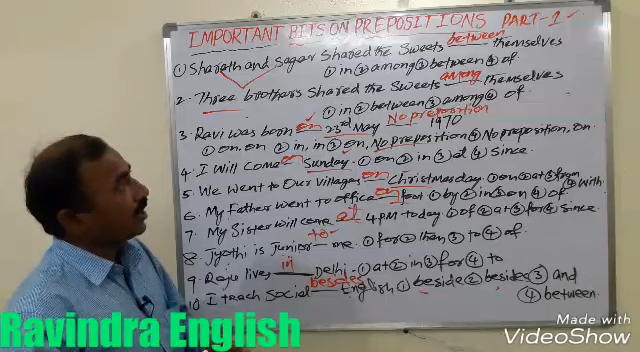 IMPORTANT BITS ON PREPOSITIONS PART-1
① Sharath and Sagar Shared the Sweets between themselves
① in ② among ③ between ④ of
2. Three brothers Shared the Sweets among themselves
① in ② between ③ among ④ of
3. Ravi was born on 23rd May No preposition 1970
① on, on ② in, in ③ on, No preposition ④ No preposition, on
4. I Will Come on Sunday. ① on ② in ③ at ④ Since
5. We went to Our Villages on Christmasday. ① on ② at ③ from ④ With
6. My Father went to office on foot ① by ② in ③ on ④ of
7. My Sister will come at 4PM today ① of ② at ③ for ④ since
8. Jyothi is Junior to me. ① for ② then ③ to ④ of.
9. Raju lives in Delhi - ① at ② in ③ for ④ to
10. I teach Social besides English ① beside ② besides ③ and
④ between.
Ravindra English
Made With
VideoShow